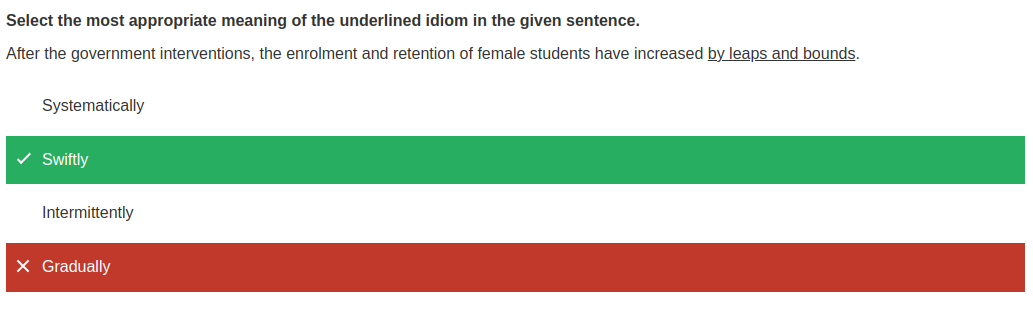 Select the most appropriate meaning of the underlined idiom in the given sentence.
After the government interventions, the enrolment and retention of female students have increased by leaps and bounds.
Systematically
Swiftly
Intermittently
Gradually